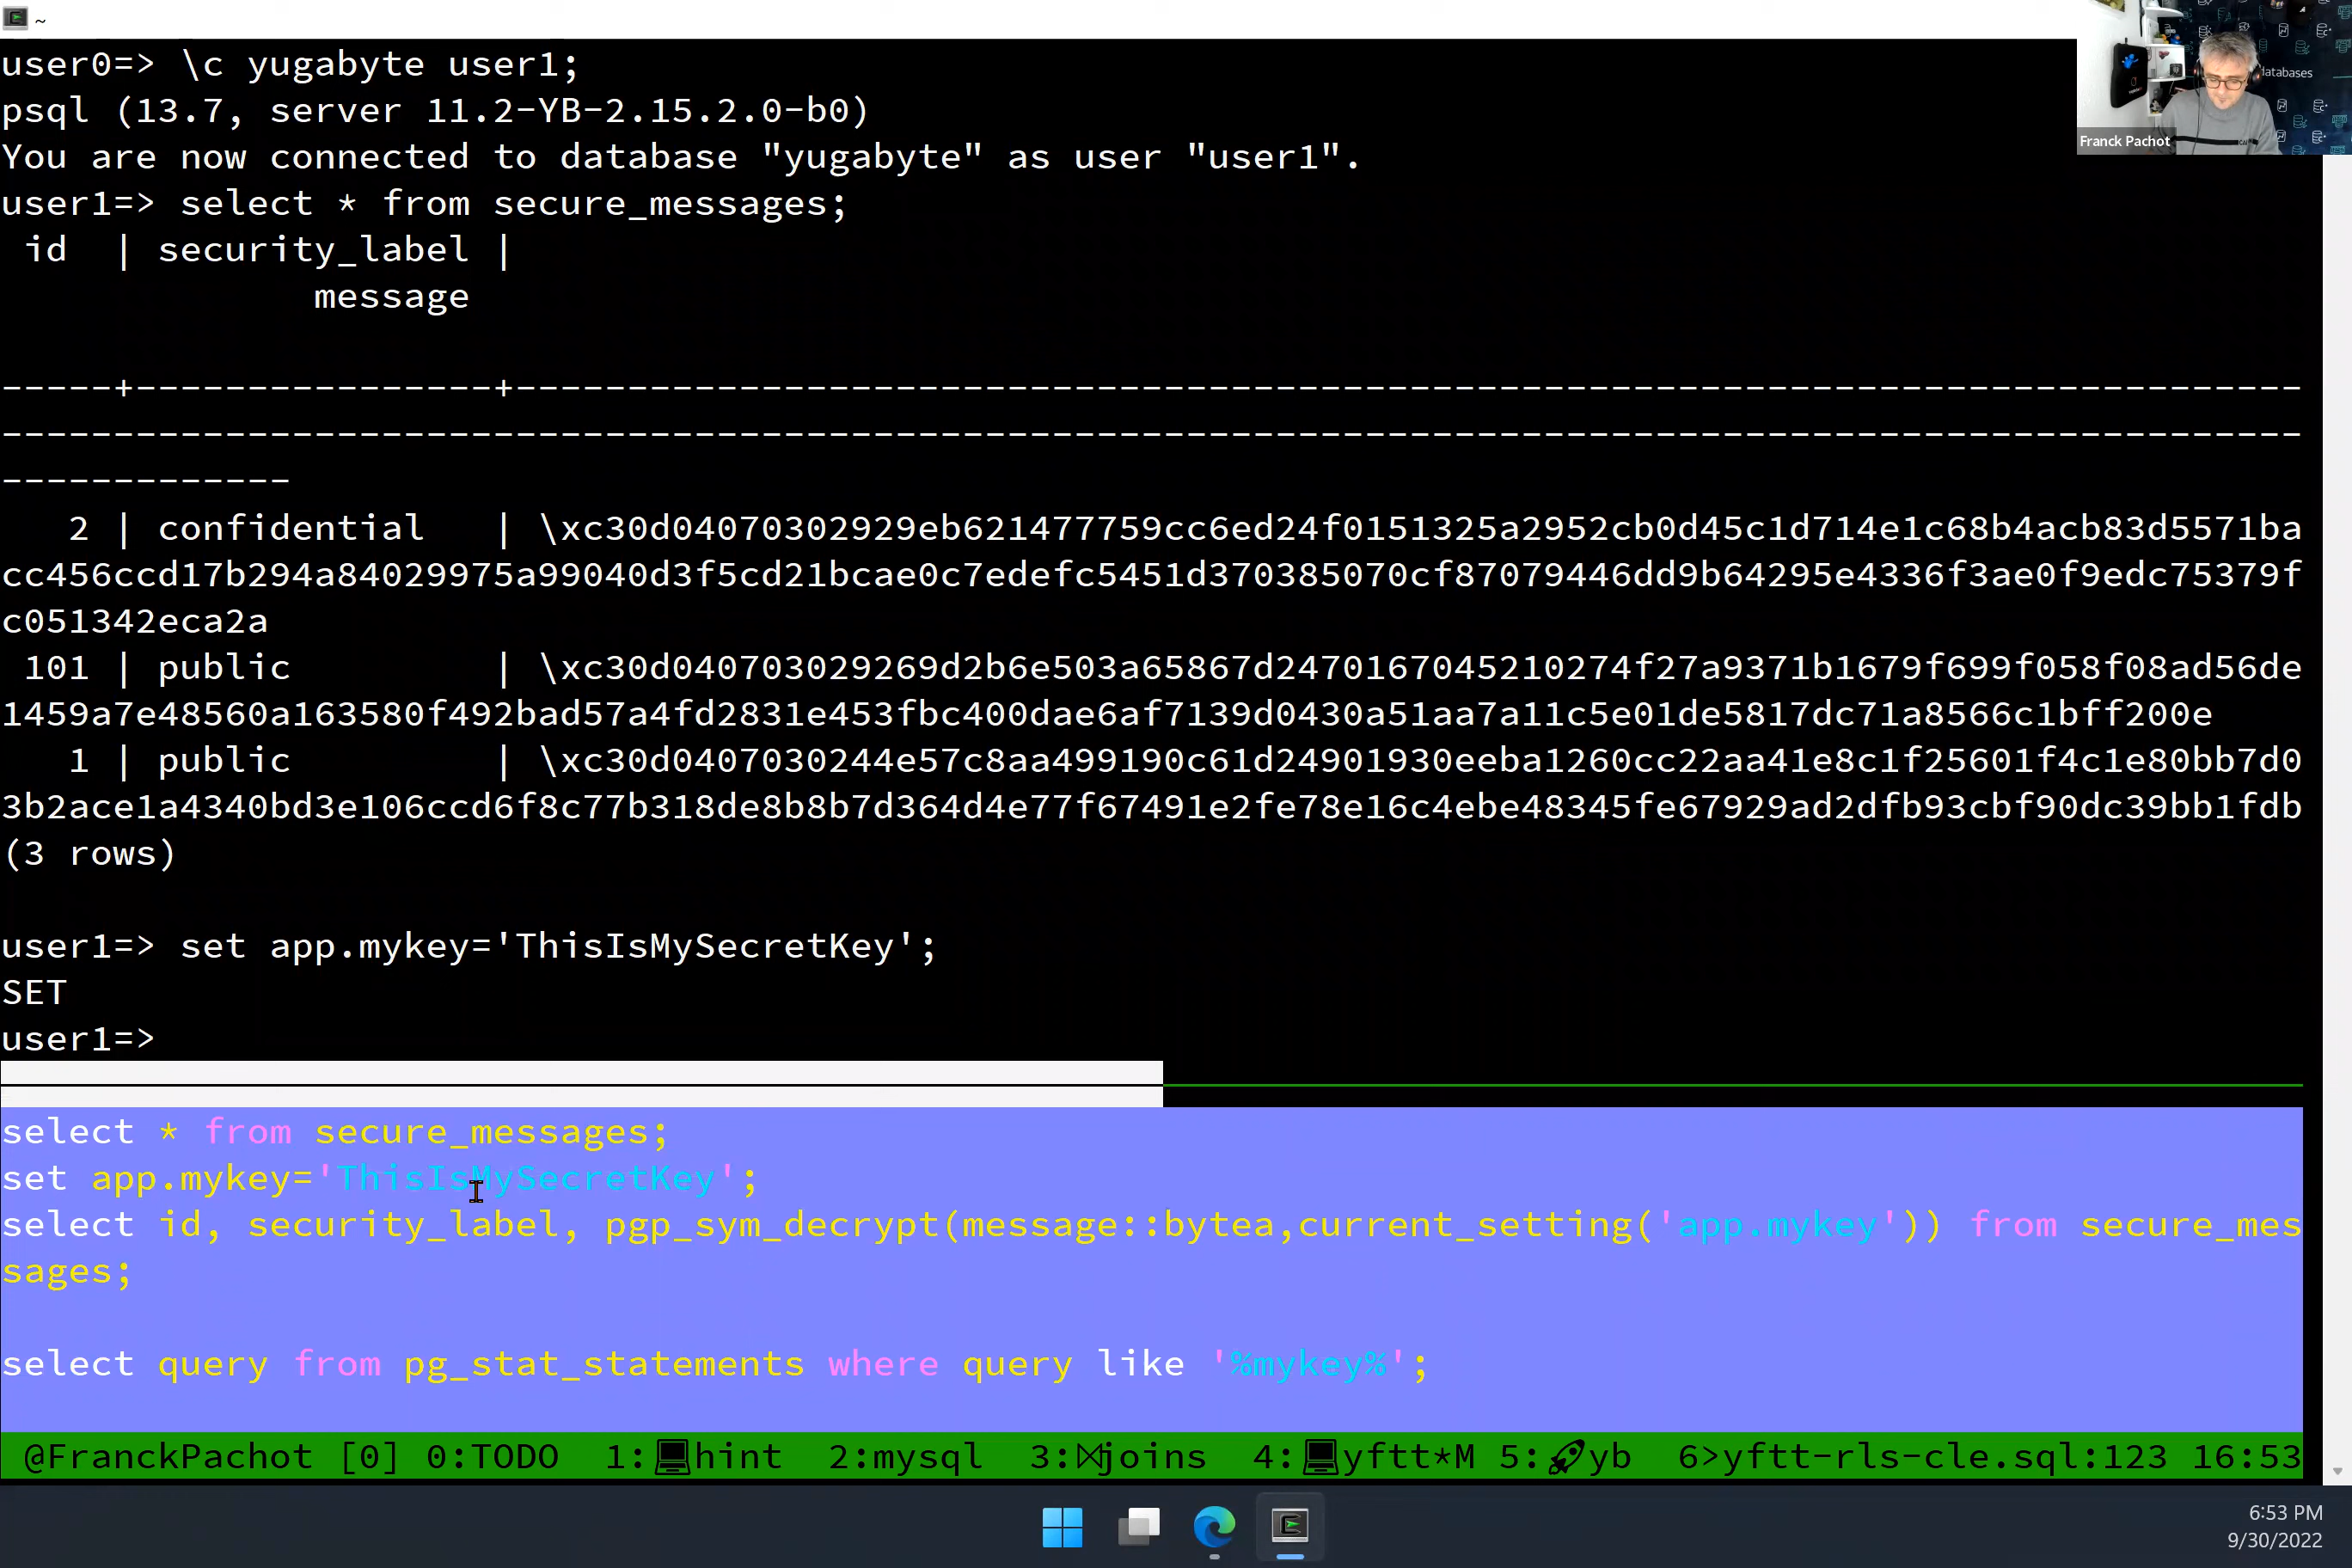 ~
user0=> \c yugabyte user1;
psql (13.7, server 11.2-YB-2.15.2.0-b0)
You are now connected to database "yugabyte" as user "user1".
user1=> select * from secure_messages;
id | security_label |
message
-----+----------------+--------------------------------------------------------------------------------
-------------------------------------------------------------------------------------------------------
-------------
2 | confidential | \xc30d04070302929eb621477759cc6ed24f0151325a2952cb0d45c1d714e1c68b4acb83d5571ba
cc456ccd17b294a84029975a99040d3f5cd21bcae0c7edefc5451d370385070cf87079446dd9b64295e4336f3ae0f9edc75379f
c051342eca2a
101 | public | \xc30d040703029269d2b6e503a65867d2470167045210274f27a9371b1679f699f058f08ad56de
1459a7e48560a163580f492bad57a4fd2831e453fbc400dae6af7139d0430a51aa7a11c5e01de5817dc71a8566c1bff200e
1 | public | \xc30d0407030244e57c8aa499190c61d24901930eeba1260cc22aa41e8c1f25601f4c1e80bb7d0
3b2ace1a4340bd3e106ccd6f8c77b318de8b8b7d364d4e77f67491e2fe78e16c4ebe48345fe67929ad2dfb93cbf90dc39bb1fdb
(3 rows)
user1=> set app.mykey='ThisIsMySecretKey';
SET
user1=>
select * from secure_messages;
set app.mykey='ThisIsMySecretKey';
select id, security_label, pgp_sym_decrypt(message::bytea,current_setting('app.mykey')) from secure_mes
sages;
select query from pg_stat_statements where query like '%mykey%';
@FranckPachot [0] 0:TODO 1:💻hint 2:mysql 3:⋈joins 4:💻yftt*M 5:🚀yb 6>yftt-rls-cle.sql:123 16:53
databases
Franck Pachot
6:53 PM
9/30/2022